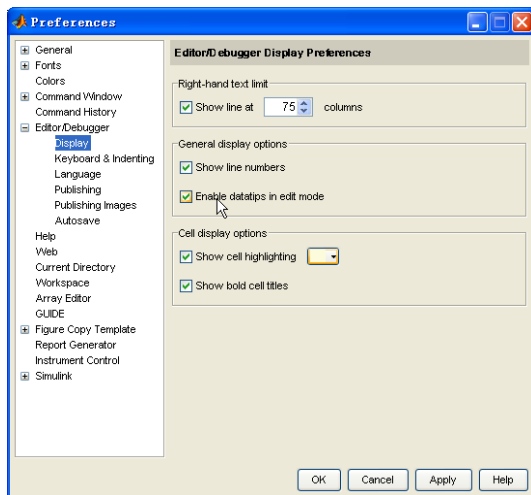 Preferences
General
Fonts
Colors
Command Window
Command History
Editor/Debugger
Display
Keyboard & Indenting
Language
Publishing
Publishing Images
Autosave
Help
Web
Current Directory
Workspace
Array Editor
GUIDE
Figure Copy Template
Report Generator
Instrument Control
Simulink
Editor/Debugger Display Preferences
Right-hand text limit
Show line at 75 columns
General display options
Show line numbers
Enable datatips in edit mode
Cell display options
Show cell highlighting
Show bold cell titles
OK Cancel Apply Help